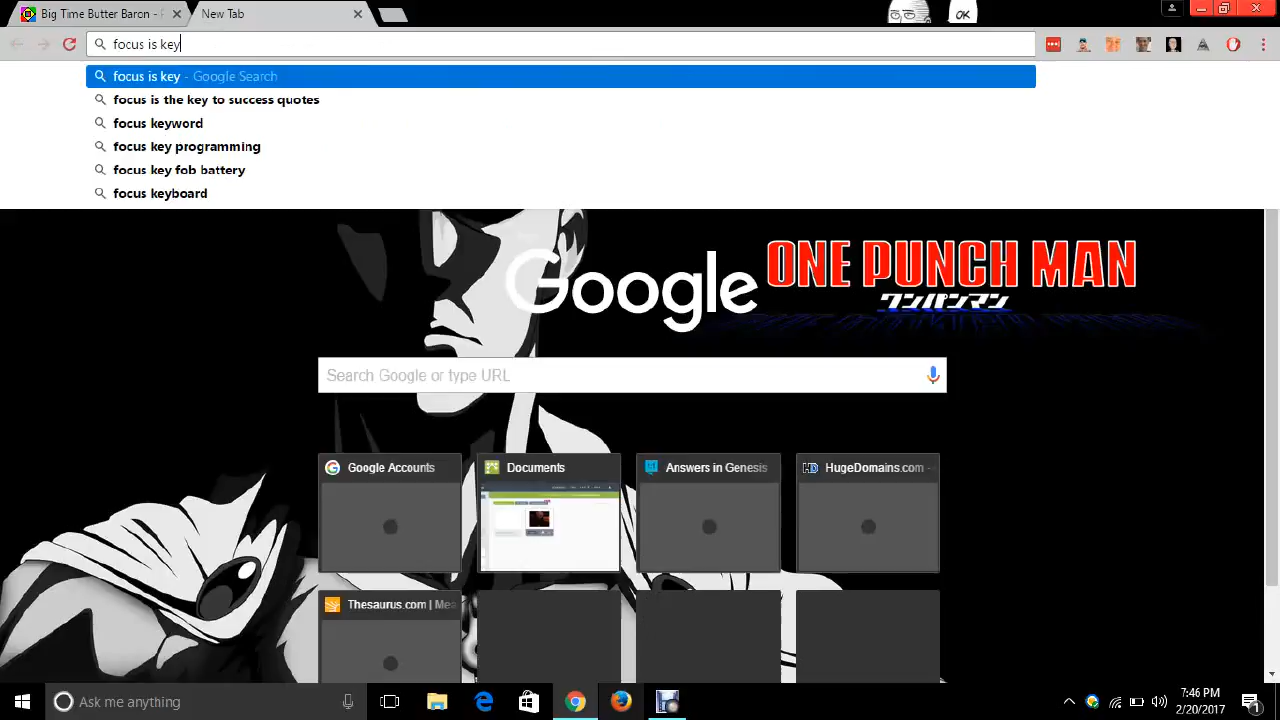 Big Time Butter Baron - F
New Tab
OK
focus is key
focus is key - Google Search
focus is the key to success quotes
focus keyword
focus key programming
focus key fob battery
focus keyboard
Google
ONE PUNCH MAN
ワンパンマン
Search Google or type URL
Google Accounts
Documents
Answers in Genesis
HD HugeDomains.com -
Thesaurus.com | Mea
Ask me anything
7:46 PM
2/20/2017
1